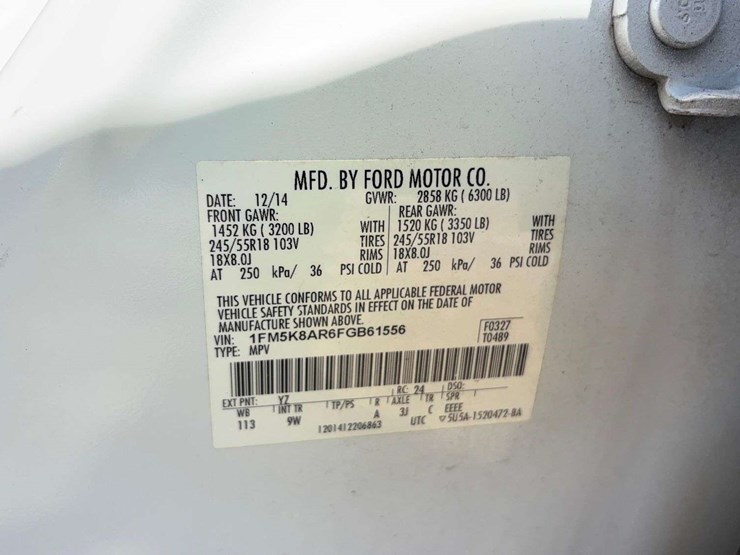 MFD. BY FORD MOTOR CO.
DATE: 12/14 GVWR: 2858 KG ( 6300 LB)
FRONT GAWR: REAR GAWR:
1452 KG ( 3200 LB) WITH 1520 KG ( 3350 LB) WITH
245/55R18 103V TIRES 245/55R18 103V TIRES
18X8.0J RIMS 18X8.0J RIMS
AT 250 kPa/ 36 PSI COLD AT 250 kPa/ 36 PSI COLD
THIS VEHICLE CONFORMS TO ALL APPLICABLE FEDERAL MOTOR
VEHICLE SAFETY STANDARDS IN EFFECT ON THE DATE OF
MANUFACTURE SHOWN ABOVE.
VIN: 1FM5K8AR6FGB61556 F0327
TYPE: MPV T0489
EXT PNT: YZ RC: 24 DSO:
WB INT TR TP/PS R AXLE TR SPR
113 9W A 3J C EEEE
1201412206863 UTC ▽5U5A-1520472-BA